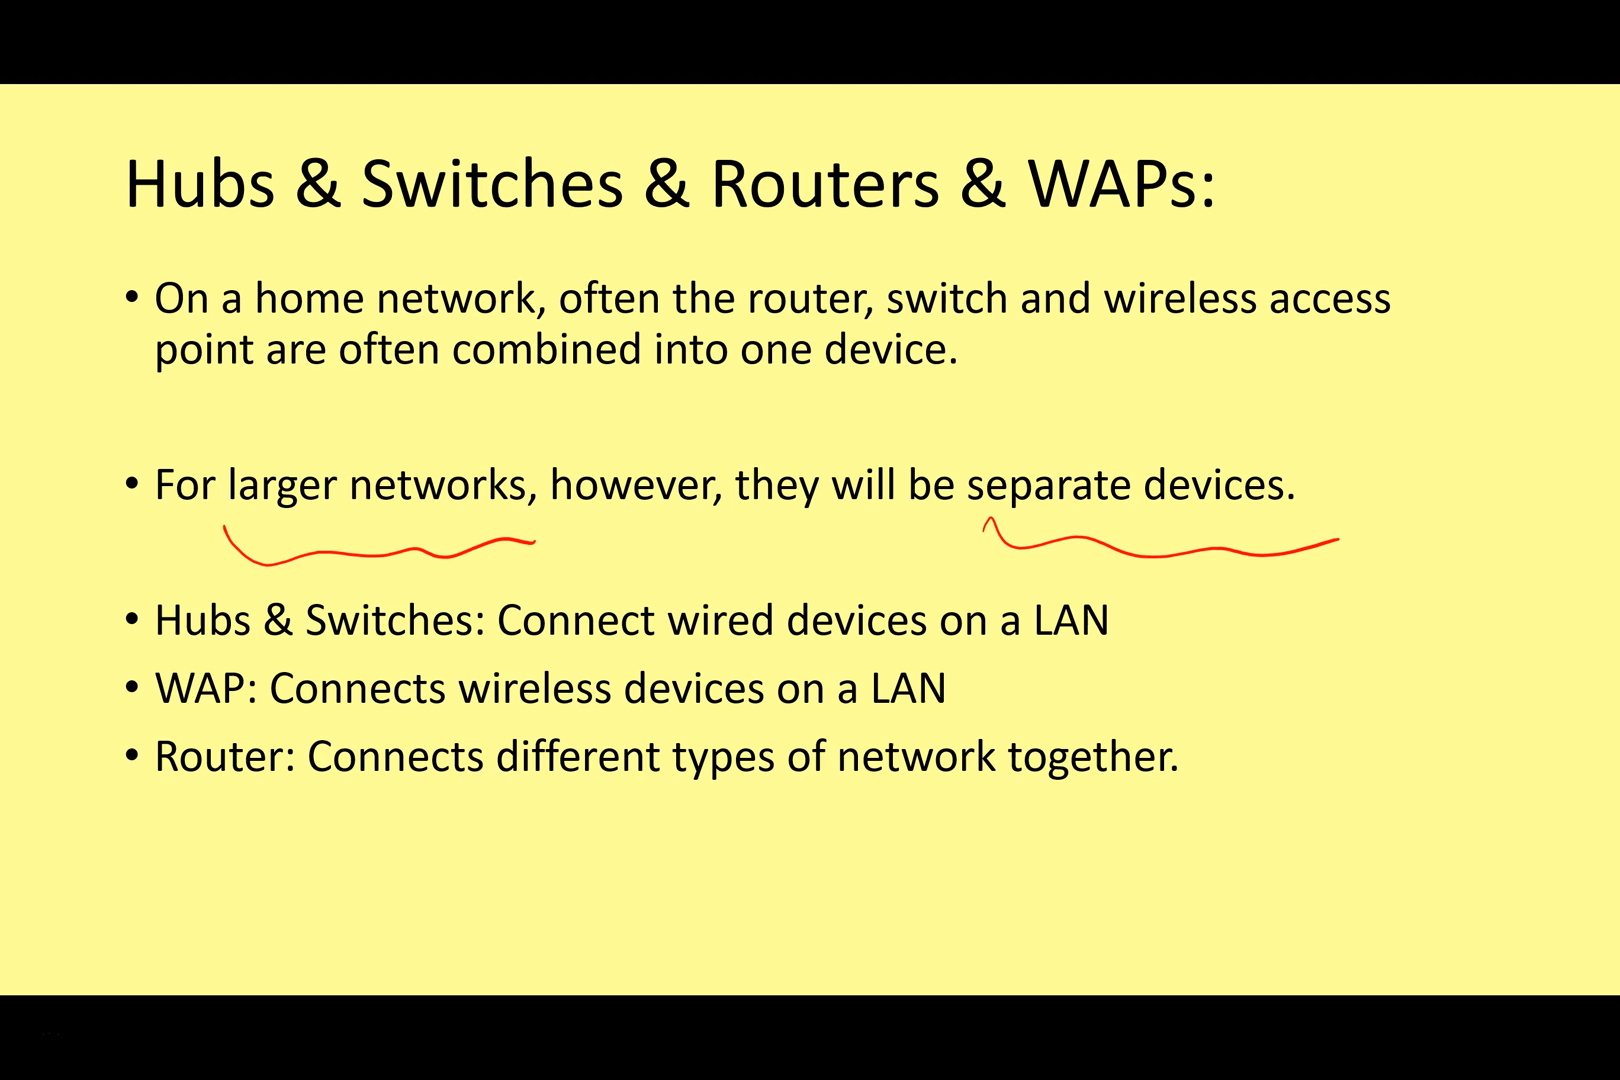 Hubs & Switches & Routers & WAPs:
• On a home network, often the router, switch and wireless access
point are often combined into one device.
• For larger networks, however, they will be separate devices.
• Hubs & Switches: Connect wired devices on a LAN
• WAP: Connects wireless devices on a LAN
• Router: Connects different types of network together.